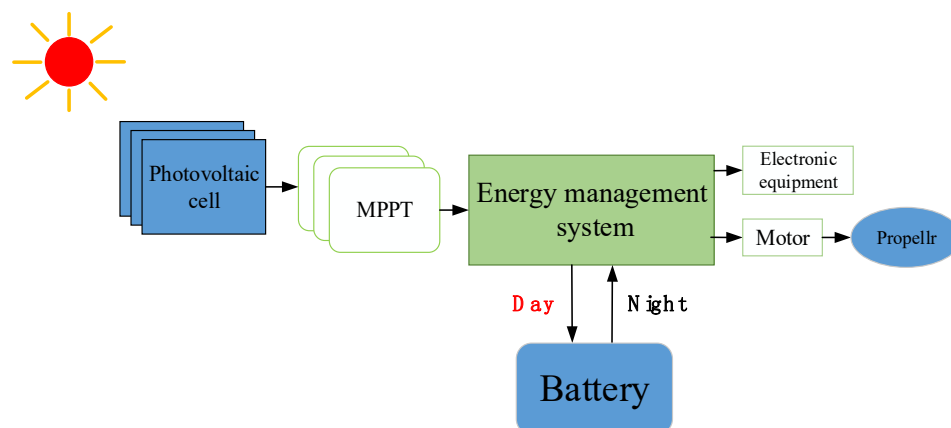 Photovoltaic
cell
MPPT
Energy management
system
Electronic
equipment
Motor
Propellr
Day
Night
Battery